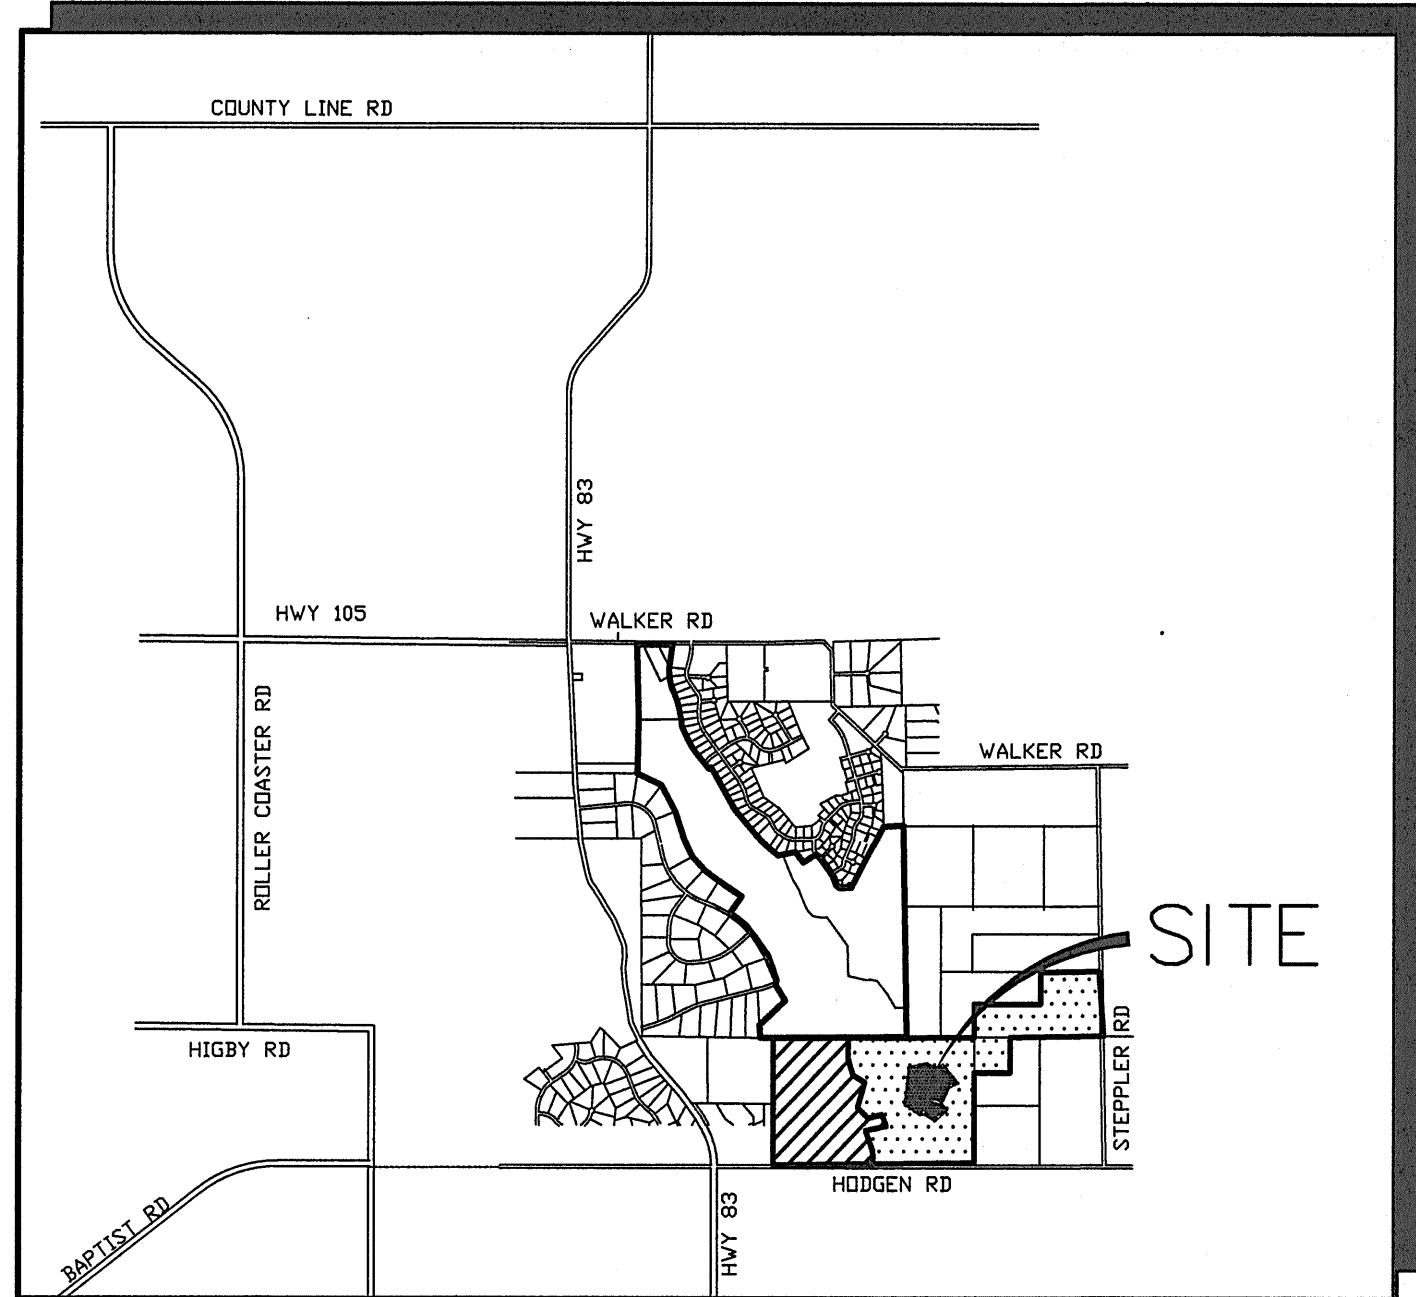 COUNTY LINE RD
HWY 83
HWY 105
WALKER RD
ROLLER COASTER RD
WALKER RD
SITE
HIGBY RD
STEPPLER RD
HODGEN RD
BAPTIST RD
HWY 83